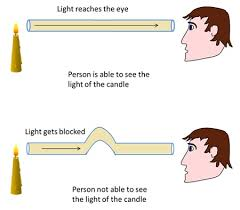 Light reaches the eye
Person is able to see the
light of the candle
Light gets blocked
Person not able to see
the light of the candle